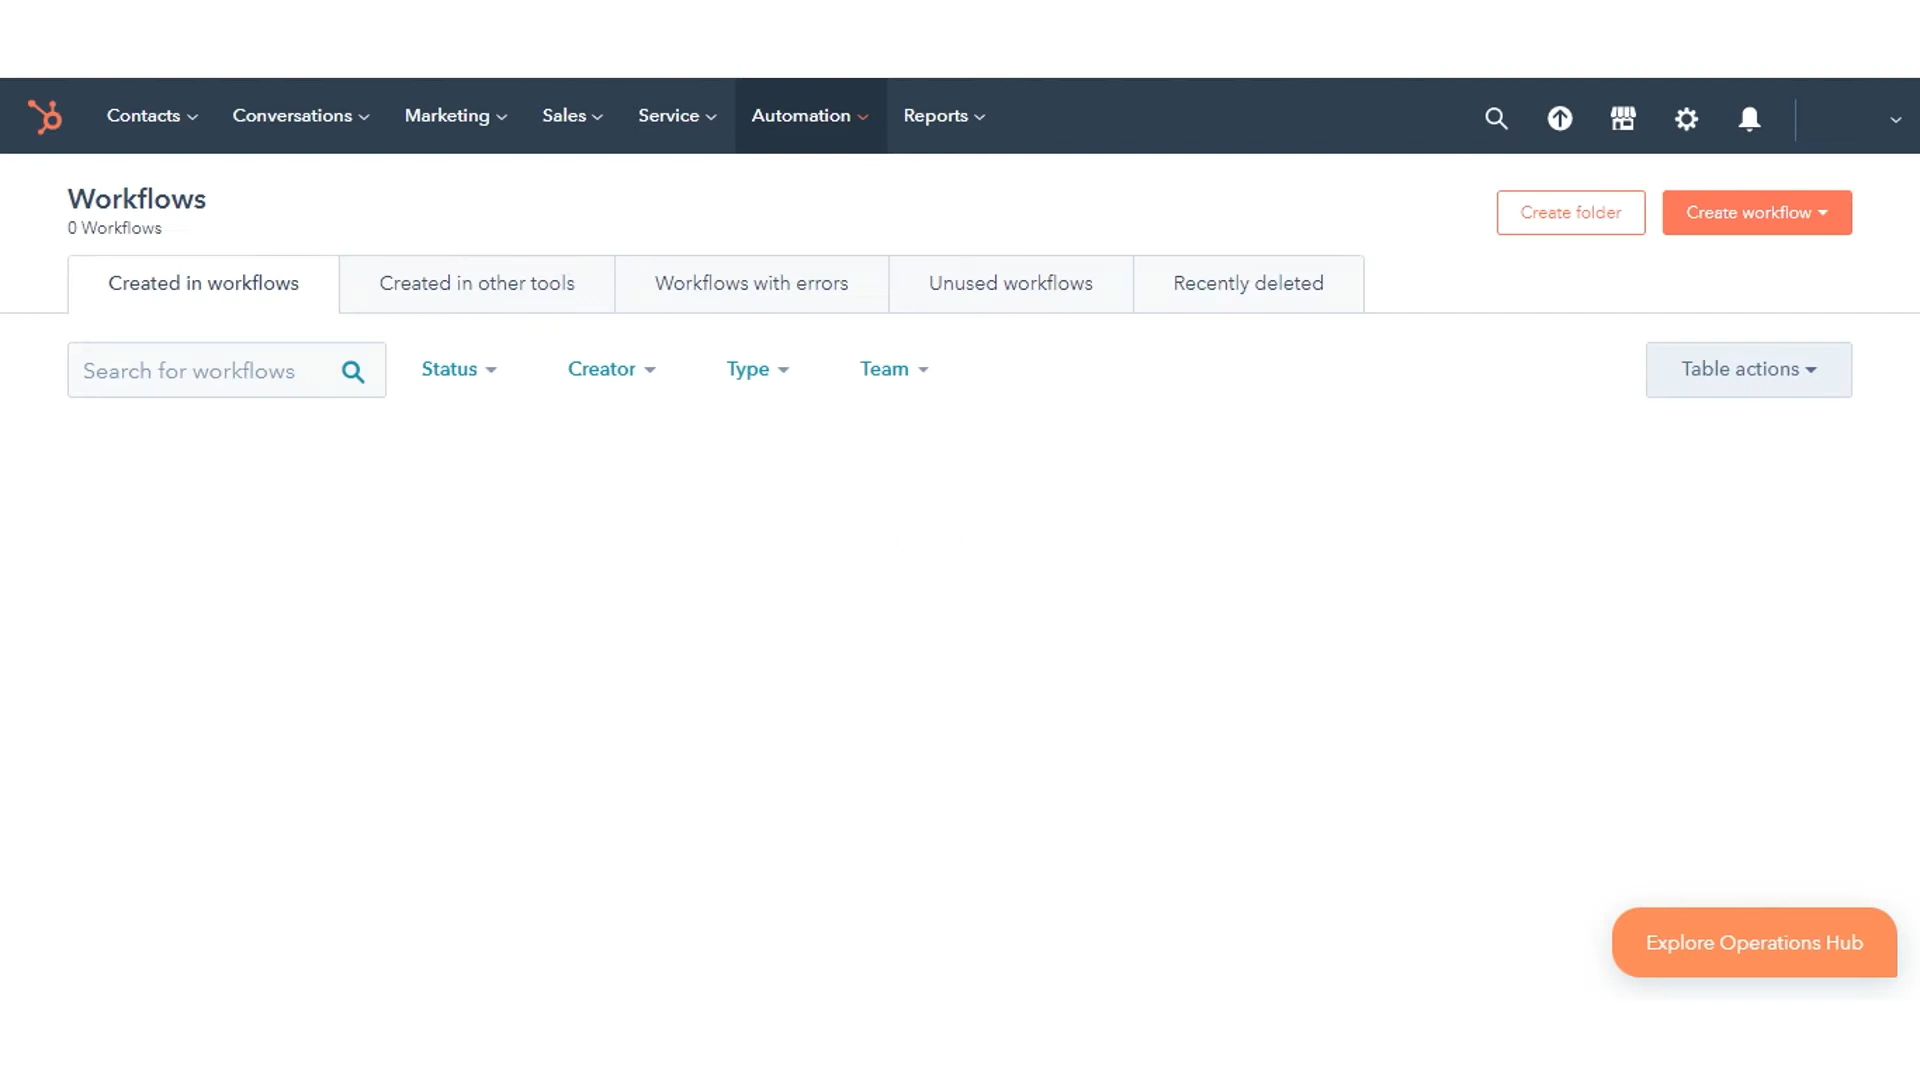 Contacts Conversations Marketing Sales Service Automation Reports
Workflows
0 Workflows
Create folder Create workflow
Created in workflows Created in other tools Workflows with errors Unused workflows Recently deleted
Search for workflows Status Creator Type Team Table actions
Explore Operations Hub